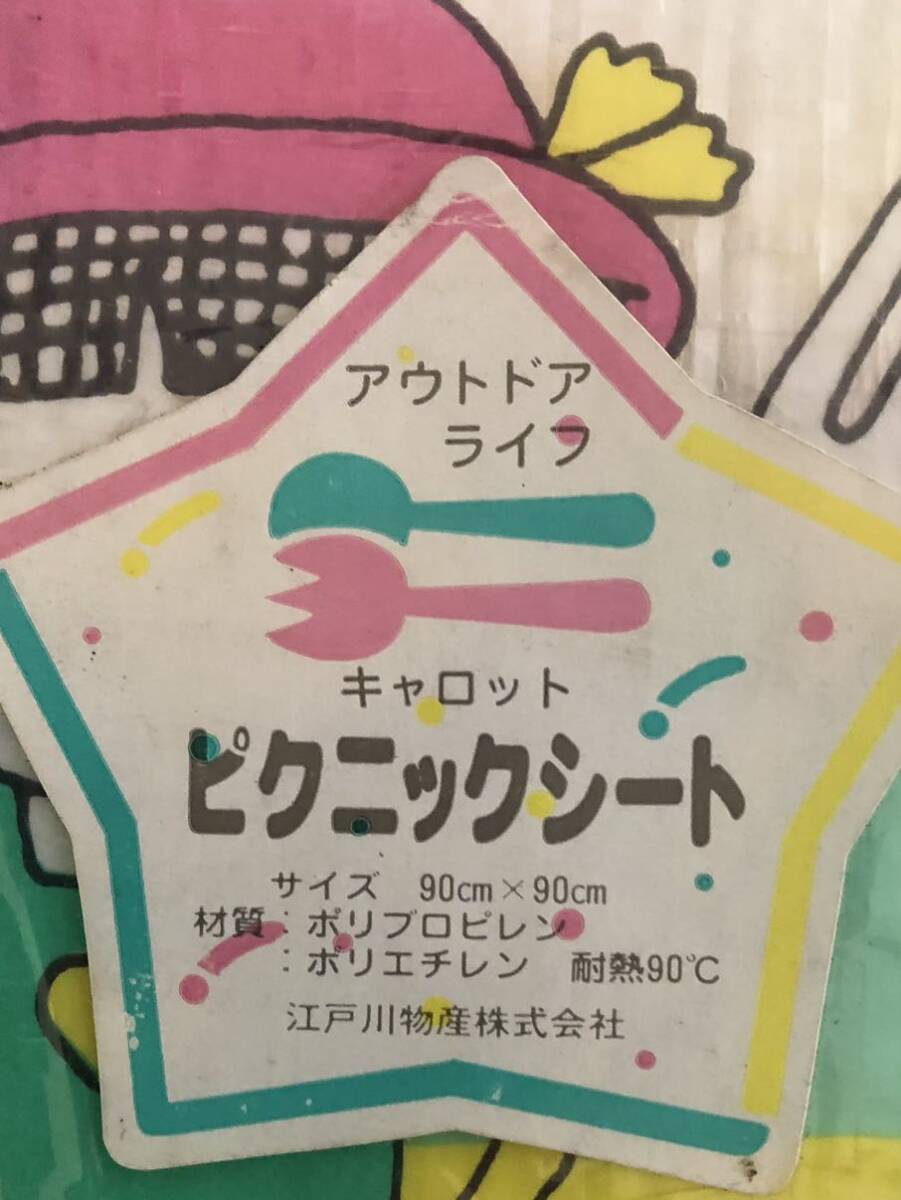 アウトドア
ライフ
キャロット
ピクニックシート
サイズ 90cm×90cm
材質:ポリプロピレン
:ポリエチレン 耐熱90℃
江戸川物産株式会社